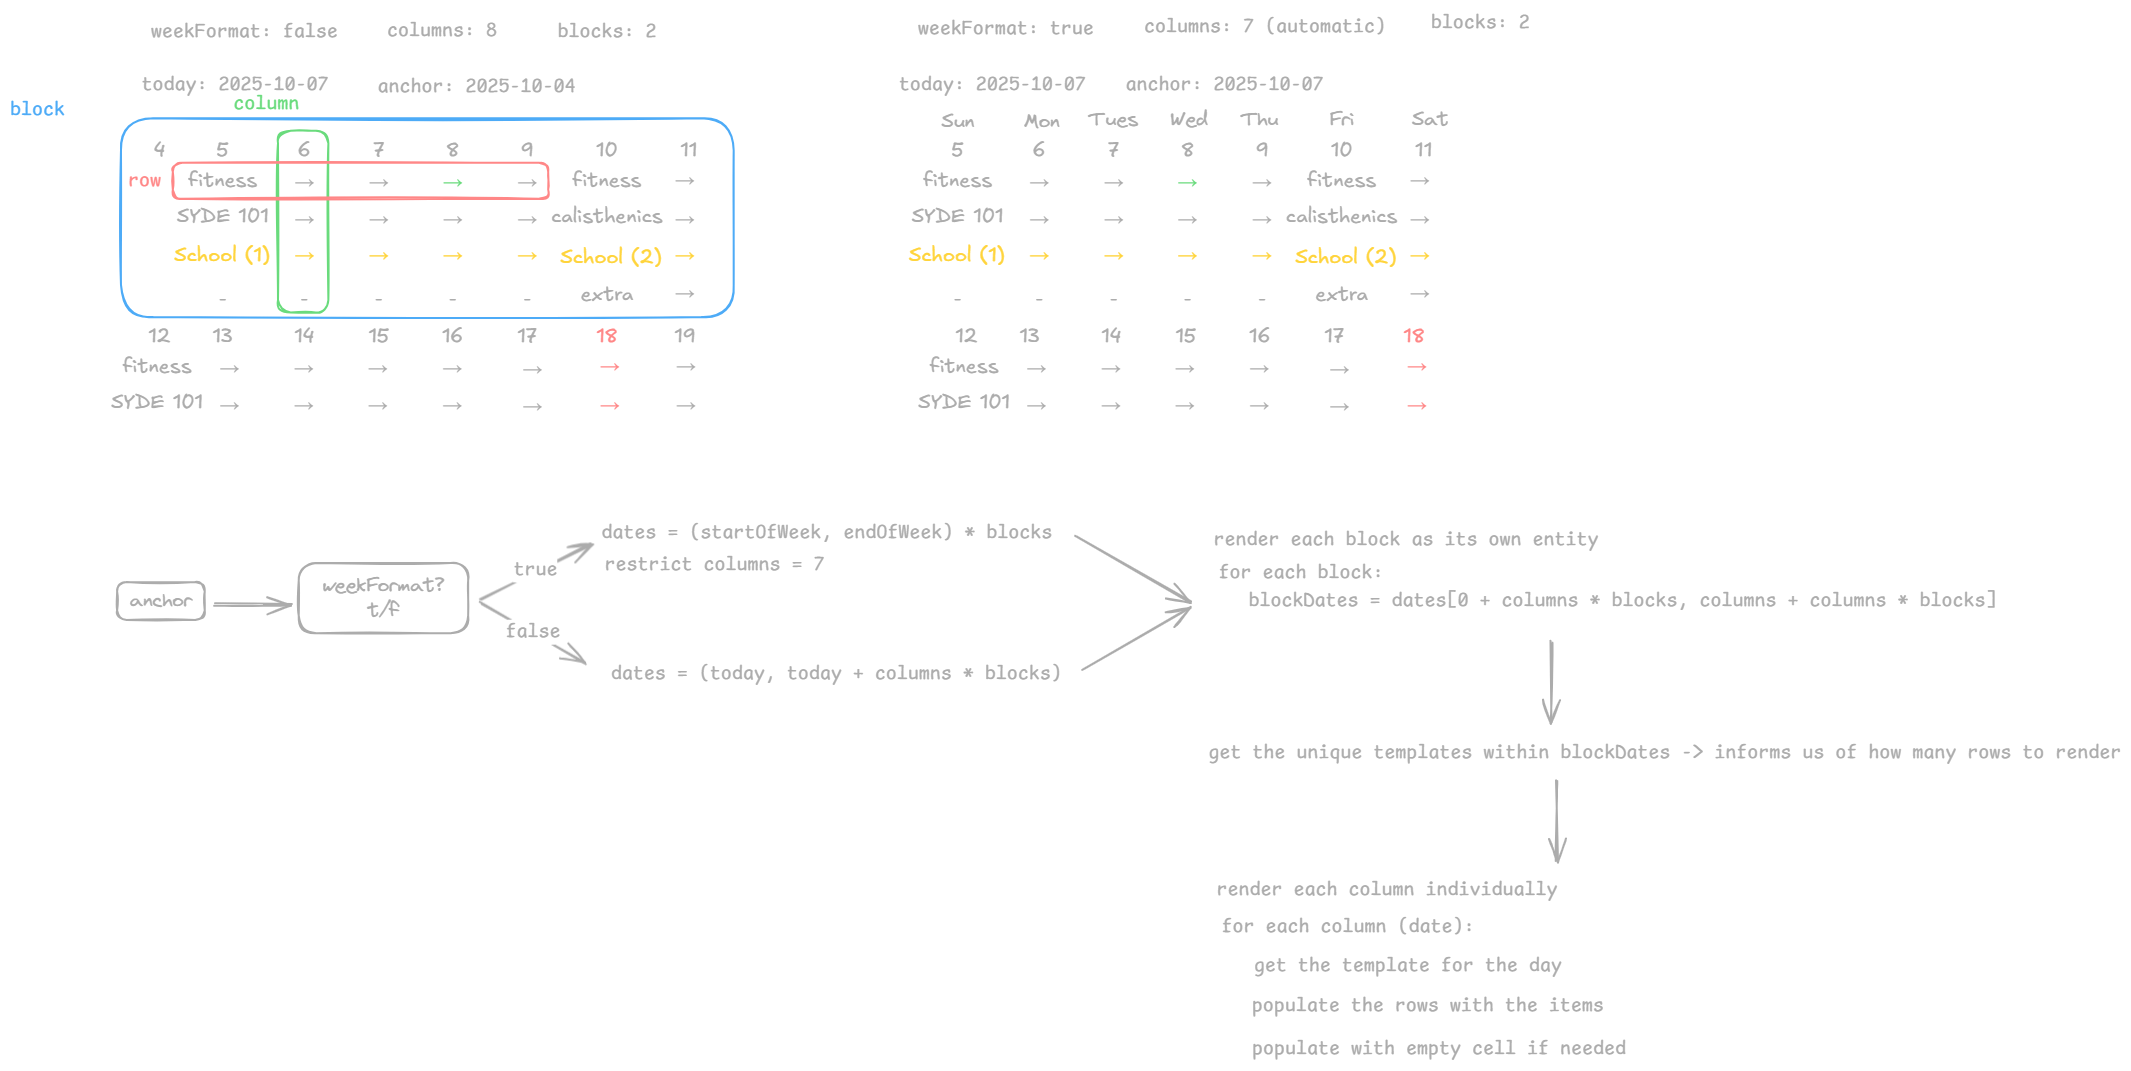 weekFormat: false columns: 8 blocks: 2
today: 2025-10-07 anchor: 2025-10-04
column
block
4 5 6 7 8 9 10 11
row fitness → → → → fitness →
SYDE 101 → → → → calisthenics →
School (1) → → → → School (2) →
- - - - - extra →
12 13 14 15 16 17 18 19
fitness → → → → → → →
SYDE 101 → → → → → → →
weekFormat: true columns: 7 (automatic) blocks: 2
today: 2025-10-07 anchor: 2025-10-07
Sun Mon Tues Wed Thu Fri Sat
5 6 7 8 9 10 11
fitness → → → → fitness →
SYDE 101 → → → → calisthenics →
School (1) → → → → School (2) →
- - - - - extra →
12 13 14 15 16 17 18
fitness → → → → → →
SYDE 101 → → → → → →
anchor
weekFormat?
t/f
true
false
dates = (startOfWeek, endOfWeek) * blocks
restrict columns = 7
dates = (today, today + columns * blocks)
render each block as its own entity
for each block:
blockDates = dates[0 + columns * blocks, columns + columns * blocks]
get the unique templates within blockDates -> informs us of how many rows to render
render each column individually
for each column (date):
get the template for the day
populate the rows with the items
populate with empty cell if needed